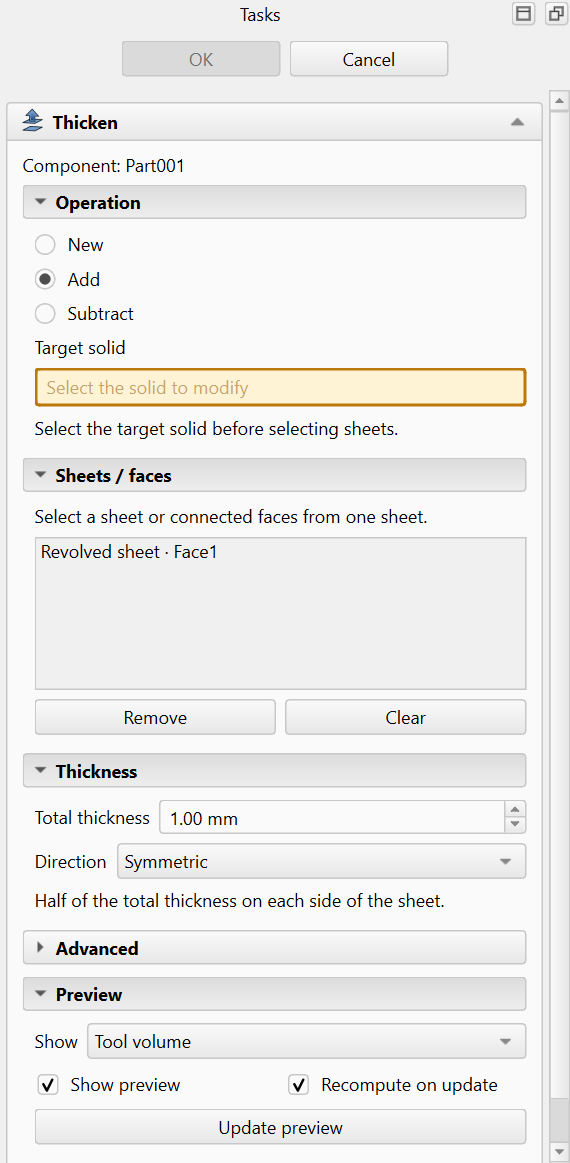 Tasks
OK Cancel
Thicken
Component: Part001
Operation
New
Add
Subtract
Target solid
Select the solid to modify
Select the target solid before selecting sheets.
Sheets / faces
Select a sheet or connected faces from one sheet.
Revolved sheet · Face1
Remove Clear
Thickness
Total thickness 1.00 mm
Direction Symmetric
Half of the total thickness on each side of the sheet.
Advanced
Preview
Show Tool volume
Show preview Recompute on update
Update preview